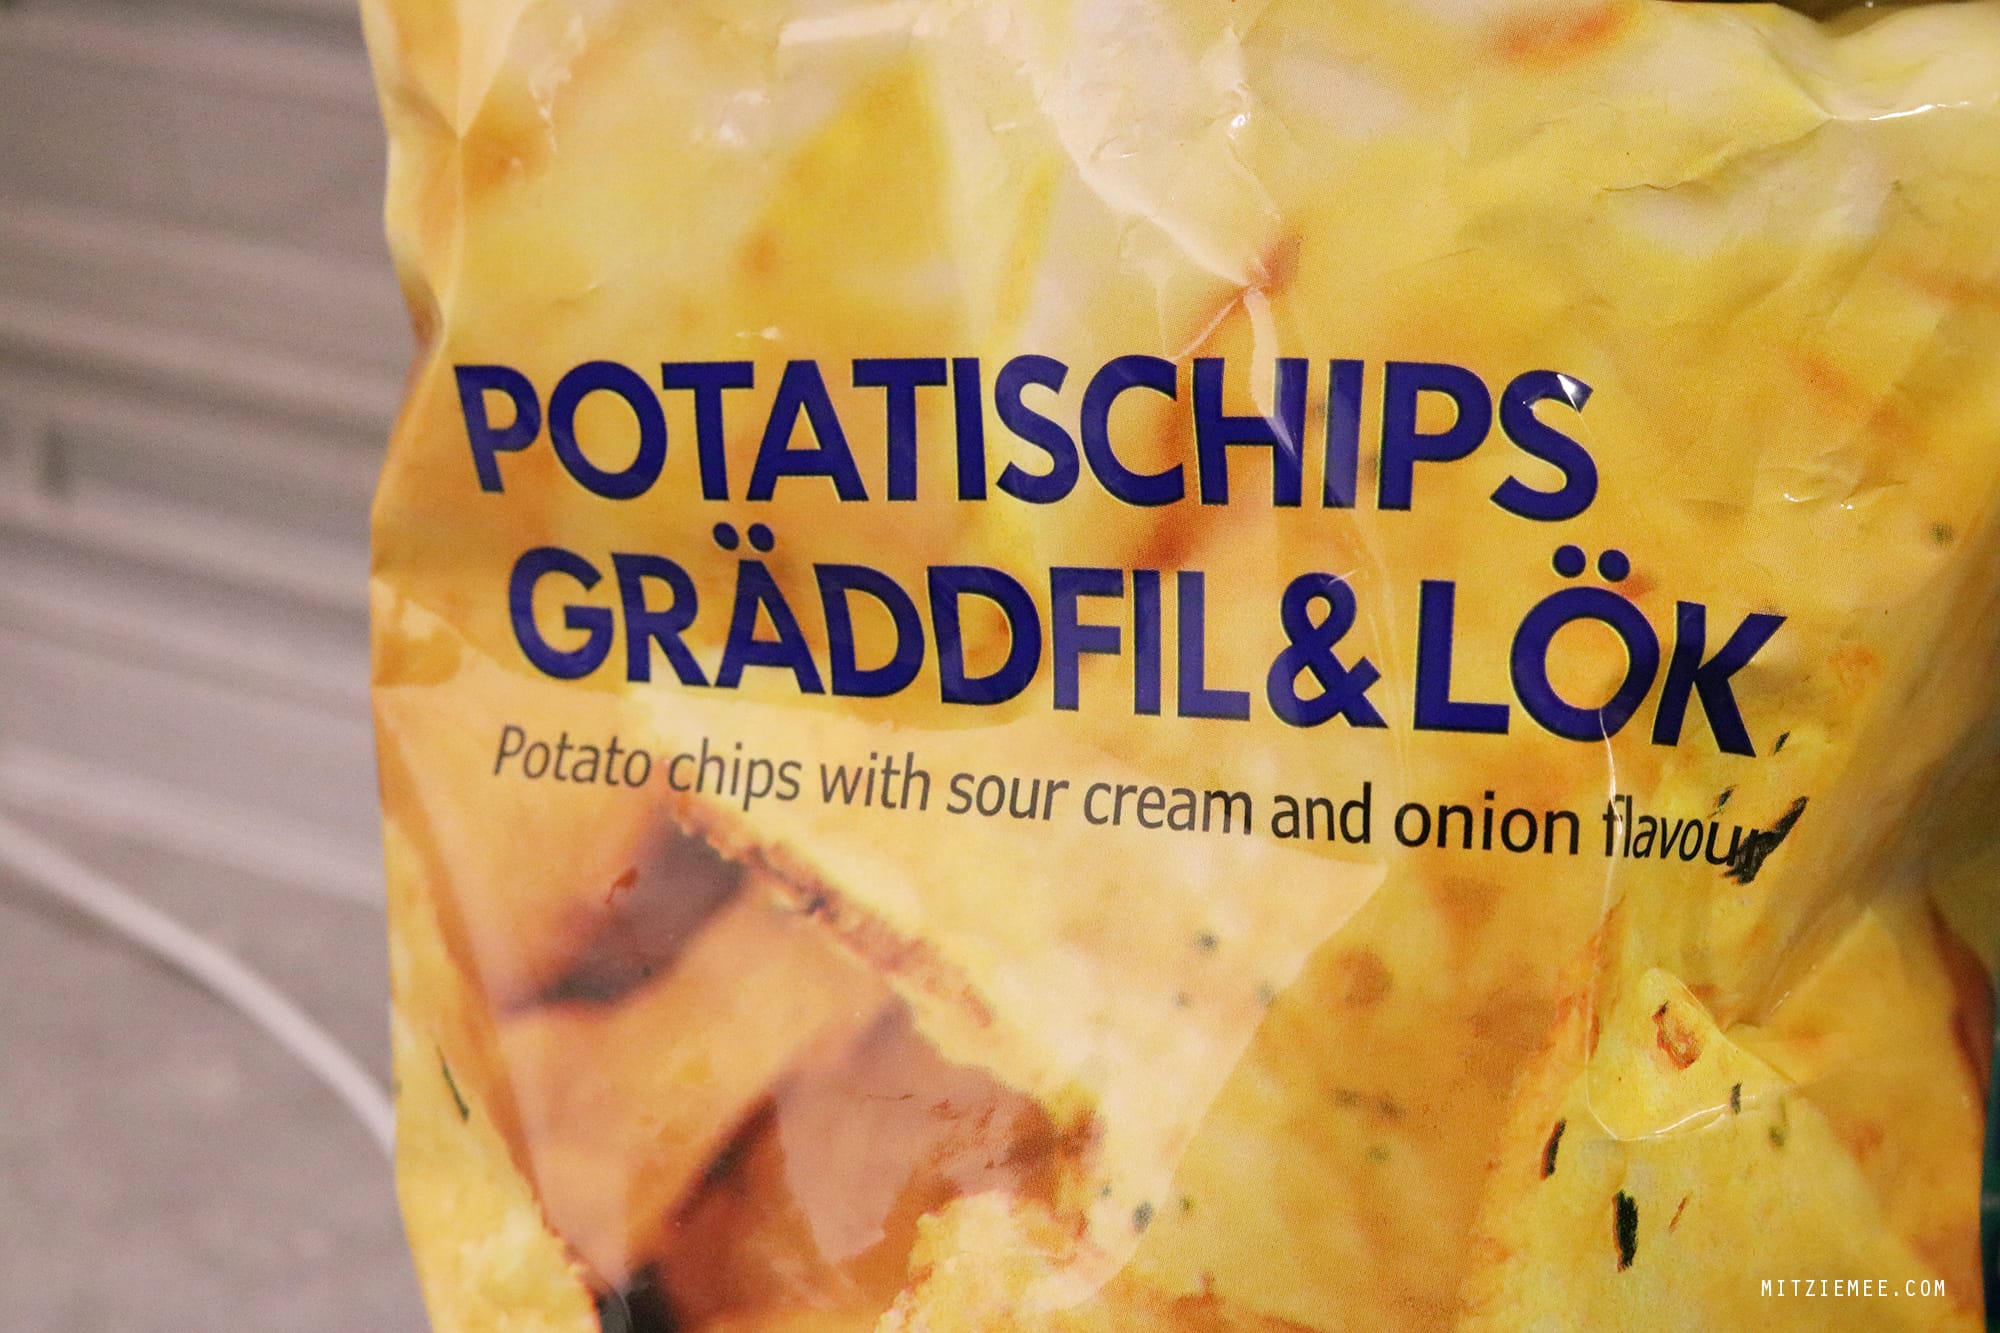 POTATISCHIPS
GRÄDDFIL & LÖK
Potato chips with sour cream and onion flavour
MITZIEMEE.COM